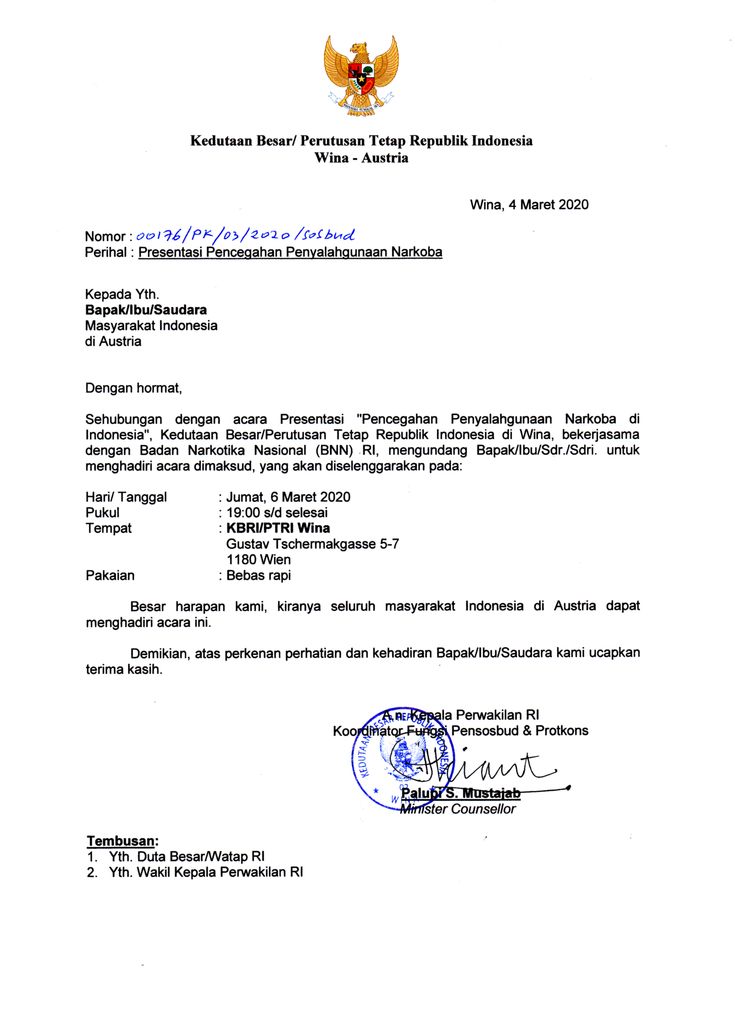 Kedutaan Besar/ Perutusan Tetap Republik Indonesia
Wina - Austria
Wina, 4 Maret 2020
Nomor : 00176/PK/03/2020/sosbud
Perihal : Presentasi Pencegahan Penyalahgunaan Narkoba
Kepada Yth.
Bapak/Ibu/Saudara
Masyarakat Indonesia
di Austria
Dengan hormat,
Sehubungan dengan acara Presentasi "Pencegahan Penyalahgunaan Narkoba di
Indonesia", Kedutaan Besar/Perutusan Tetap Republik Indonesia di Wina, bekerjasama
dengan Badan Narkotika Nasional (BNN) RI, mengundang Bapak/Ibu/Sdr./Sdri. untuk
menghadiri acara dimaksud, yang akan diselenggarakan pada:
Hari/ Tanggal : Jumat, 6 Maret 2020
Pukul : 19:00 s/d selesai
Tempat : KBRI/PTRI Wina
Gustav Tschermakgasse 5-7
1180 Wien
Pakaian : Bebas rapi
Besar harapan kami, kiranya seluruh masyarakat Indonesia di Austria dapat
menghadiri acara ini.
Demikian, atas perkenan perhatian dan kehadiran Bapak/Ibu/Saudara kami ucapkan
terima kasih.
A.n. Kepala Perwakilan RI
Koordinator Fungsi Pensosbud & Protkons
KEDUTAAN BESAR REPUBLIK INDONESIA
Palupi S. Mustajab
Minister Counsellor
Tembusan:
1. Yth. Duta Besar/Watap RI
2. Yth. Wakil Kepala Perwakilan RI